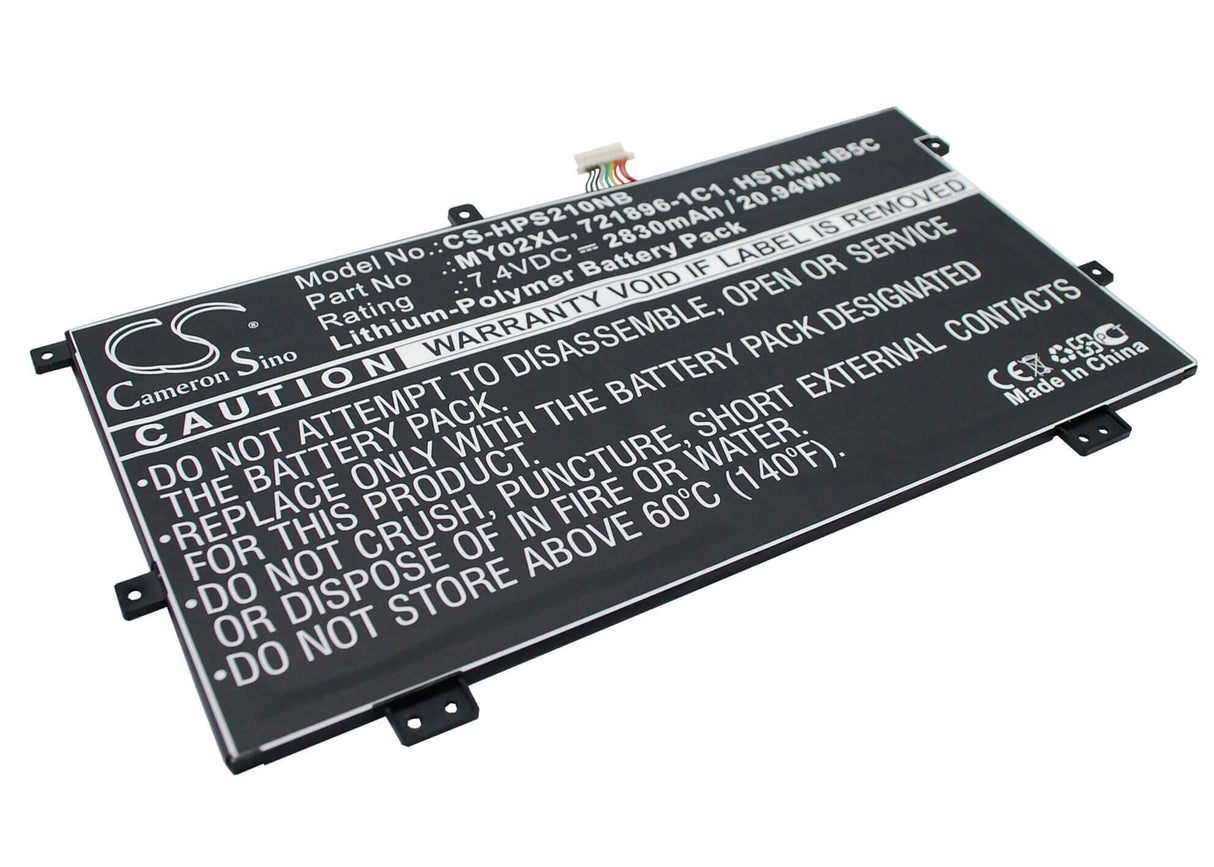 CS ®
Cameron Sino
Model No.: CS-HPS210NB
Part No : MY02XL, 721896-1C1, HSTNN-IB5C
Rating : 7.4VDC ⎓ 2830mAh / 20.94Wh
Lithium-Polymer Battery Pack
CAUTION WARRANTY VOID IF LABEL REMOVED
•DO NOT ATTEMPT TO DISASSEMBLE, OPEN OR SERVICE
THE BATTERY PACK.
•REPLACE ONLY WITH THE BATTERY PACK DESIGNATED
FOR THIS PRODUCT.
•DO NOT CRUSH, PUNCTURE, SHORT EXTERNAL CONTACTS
OR DISPOSE OF IN FIRE OR WATER.
•DO NOT STORE ABOVE 60°C (140°F).
CE
Made In China